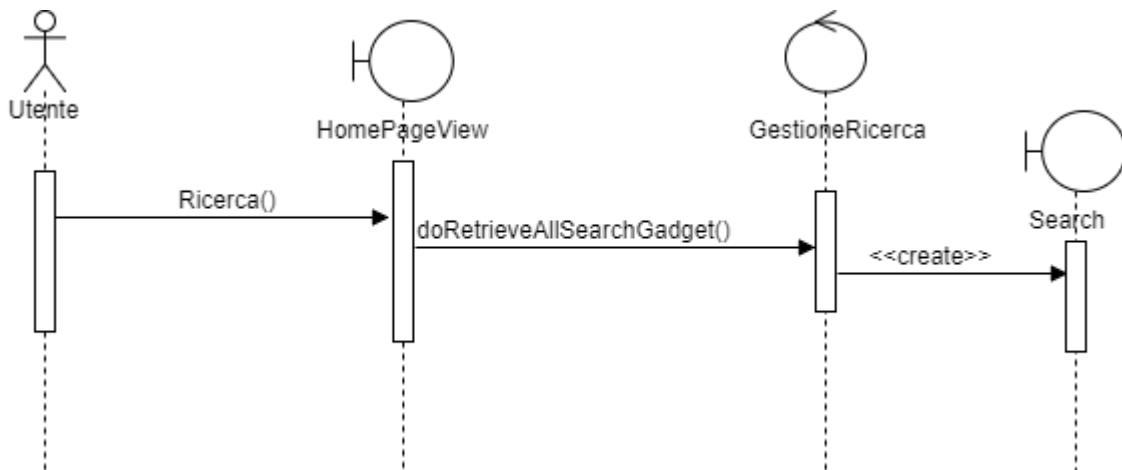 Utente
HomePageView
GestioneRicerca
Search
Ricerca()
doRetrieveAllSearchGadget()
<<create>>